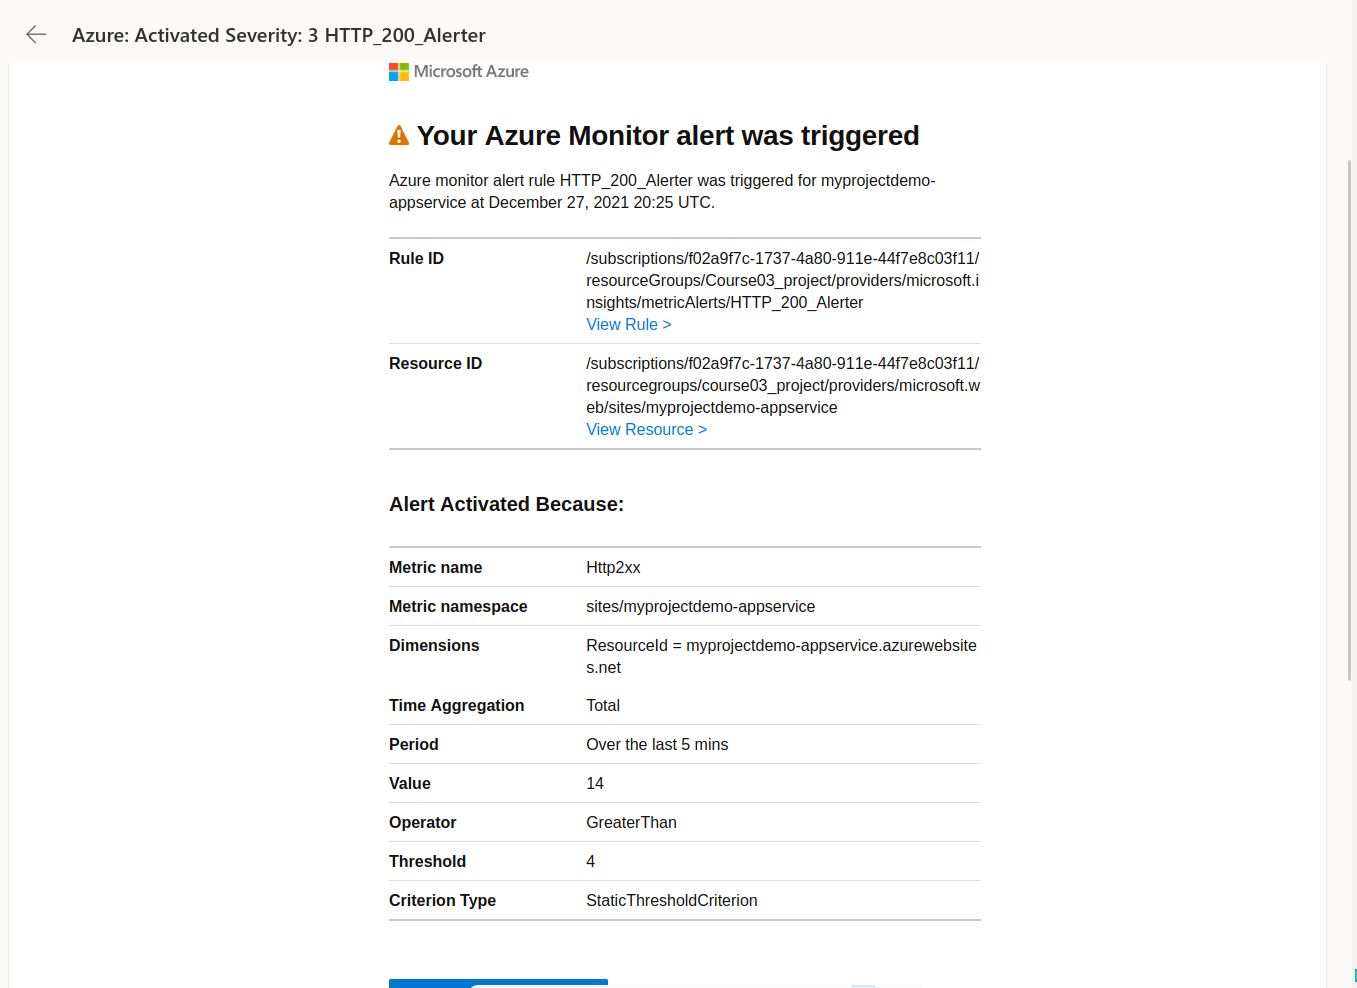 Azure: Activated Severity: 3 HTTP_200_Alerter
Microsoft Azure
Your Azure Monitor alert was triggered
Azure monitor alert rule HTTP_200_Alerter was triggered for myprojectdemo-
appservice at December 27, 2021 20:25 UTC.
Rule ID
/subscriptions/f02a9f7c-1737-4a80-911e-44f7e8c03f11/
resourceGroups/Course03_project/providers/microsoft.i
nsights/metricAlerts/HTTP_200_Alerter
View Rule >
Resource ID
/subscriptions/f02a9f7c-1737-4a80-911e-44f7e8c03f11/
resourcegroups/course03_project/providers/microsoft.w
eb/sites/myprojectdemo-appservice
View Resource >
Alert Activated Because:
Metric name Http2xx
Metric namespace sites/myprojectdemo-appservice
Dimensions ResourceId = myprojectdemo-appservice.azurewebsite
s.net
Time Aggregation Total
Period Over the last 5 mins
Value 14
Operator GreaterThan
Threshold 4
Criterion Type StaticThresholdCriterion